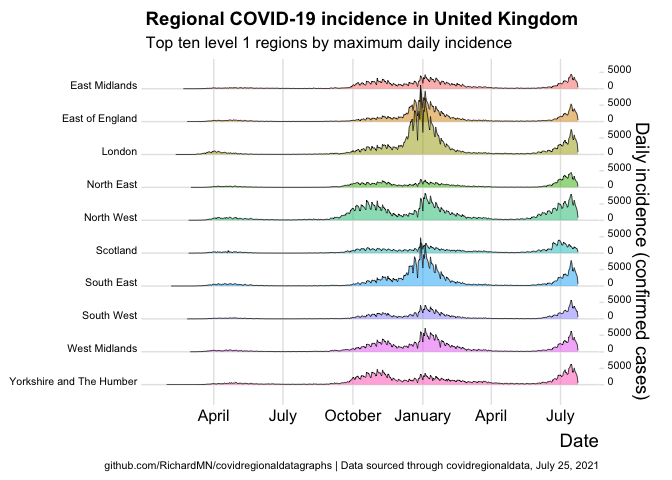 Regional COVID-19 incidence in United Kingdom
Top ten level 1 regions by maximum daily incidence
East Midlands
5000
0
East of England
5000
0
London
5000
0
North East
5000
0
North West
5000
0
Scotland
5000
0
South East
5000
0
South West
5000
0
West Midlands
5000
0
Yorkshire and The Humber
5000
0
Daily incidence (confirmed cases)
April July October January April July
Date
github.com/RichardMN/covidregionaldatagraphs | Data sourced through covidregionaldata, July 25, 2021